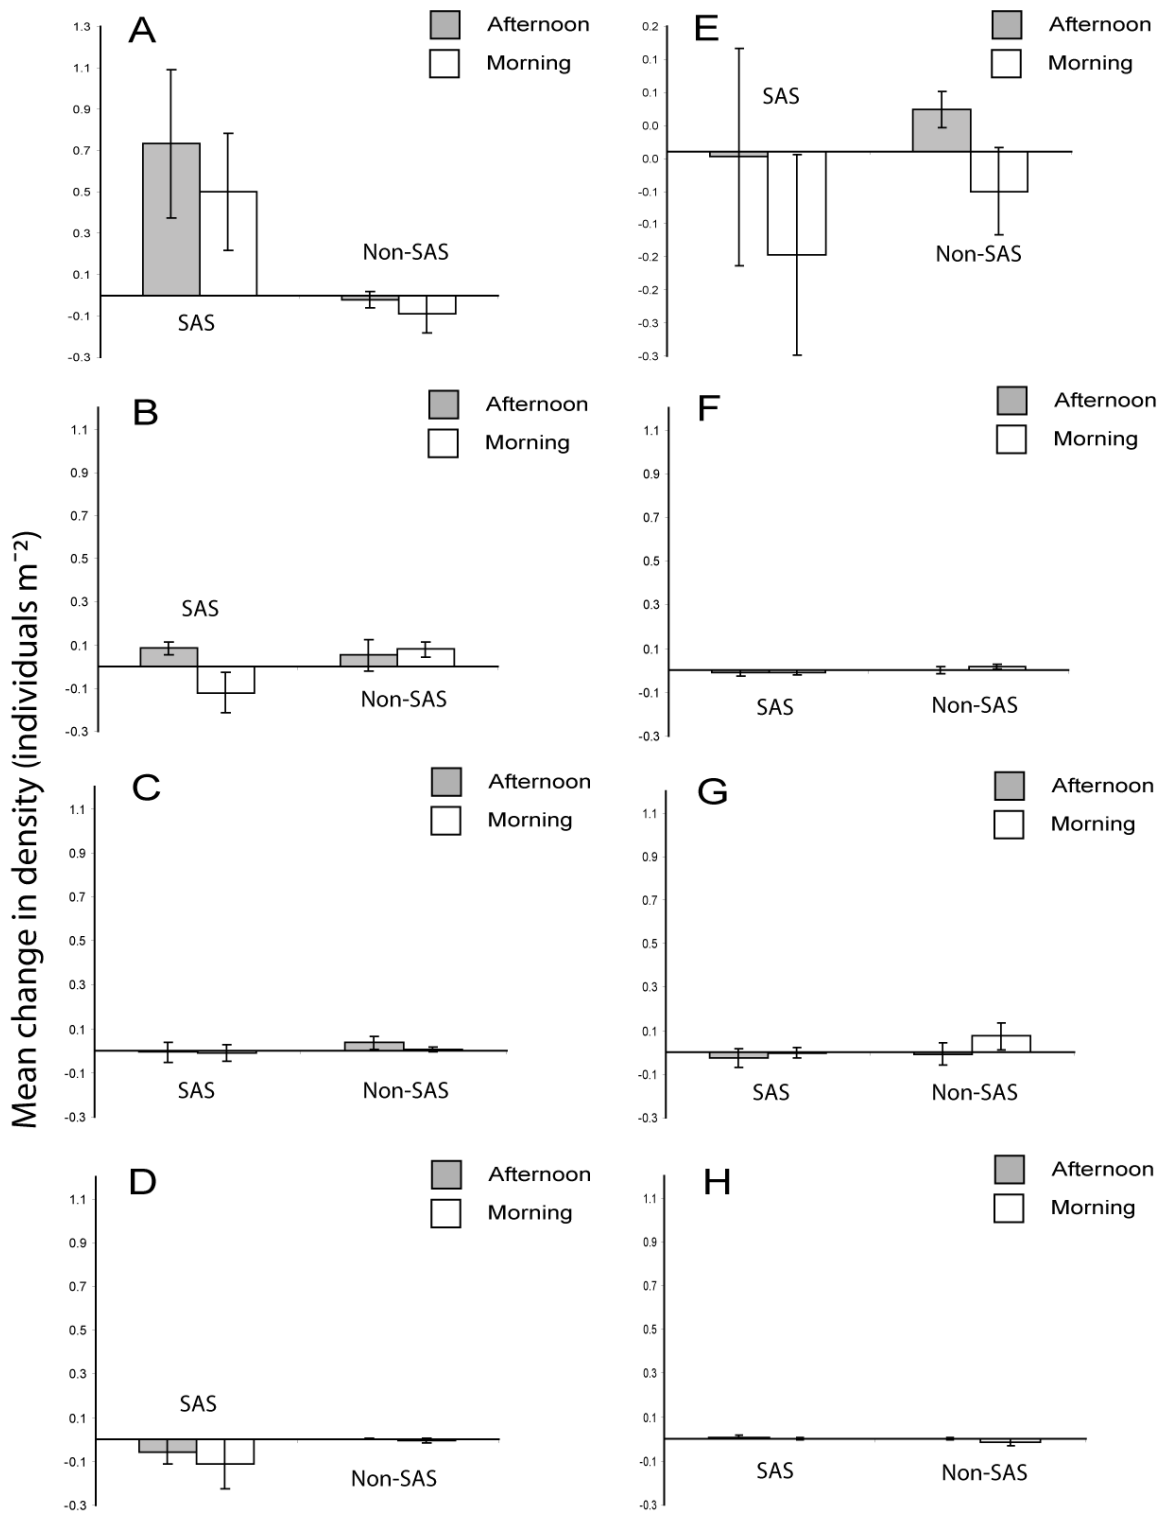 Mean change in density (individuals m⁻²)
A
Afternoon
Morning
1.3
1.1
0.9
0.7
0.5
0.3
0.1
-0.1
-0.3
SAS
Non-SAS
E
Afternoon
Morning
0.2
0.1
0.1
0.0
0.0
-0.1
-0.1
-0.2
-0.2
-0.3
-0.3
SAS
Non-SAS
B
Afternoon
Morning
1.1
0.9
0.7
0.5
0.3
0.1
-0.1
-0.3
SAS
Non-SAS
F
Afternoon
Morning
1.1
0.9
0.7
0.5
0.3
0.1
-0.1
-0.3
SAS
Non-SAS
C
Afternoon
Morning
1.1
0.9
0.7
0.5
0.3
0.1
-0.1
-0.3
SAS
Non-SAS
G
Afternoon
Morning
1.1
0.9
0.7
0.5
0.3
0.1
-0.1
-0.3
SAS
Non-SAS
D
Afternoon
Morning
1.1
0.9
0.7
0.5
0.3
0.1
-0.1
-0.3
SAS
Non-SAS
H
Afternoon
Morning
1.1
0.9
0.7
0.5
0.3
0.1
-0.1
-0.3
SAS
Non-SAS